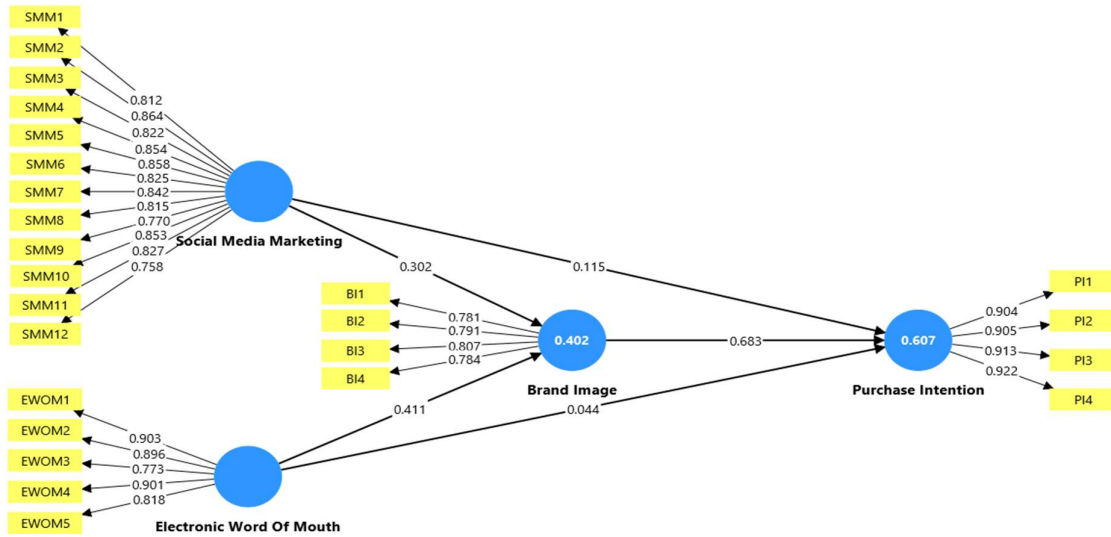 SMM1
SMM2
SMM3
SMM4
SMM5
SMM6
SMM7
SMM8
SMM9
SMM10
SMM11
SMM12
0.812
0.864
0.822
0.854
0.858
0.825
0.842
0.815
0.770
0.853
0.827
0.758
Social Media Marketing
0.302
0.115
BI1
BI2
BI3
BI4
0.781
0.791
0.807
0.784
0.402
Brand Image
0.683
0.607
Purchase Intention
0.904
0.905
0.913
0.922
PI1
PI2
PI3
PI4
0.411
0.044
EWOM1
EWOM2
EWOM3
EWOM4
EWOM5
0.903
0.896
0.773
0.901
0.818
Electronic Word Of Mouth